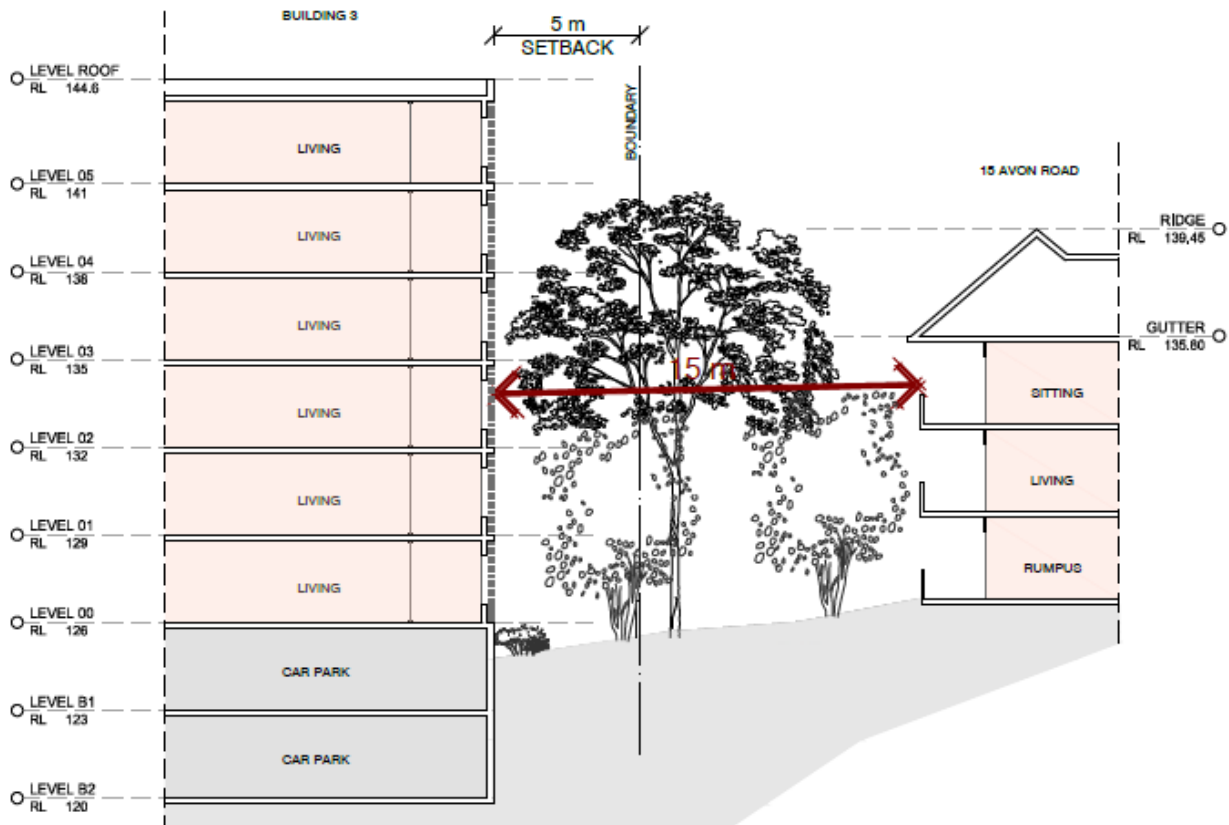 BUILDING 3
5 m
SETBACK
LEVEL ROOF
RL 144.6
BOUNDARY
LIVING
15 AVON ROAD
LEVEL 05
RL 141
RIDGE
RL 139,45
LIVING
LEVEL 04
RL 138
LIVING
GUTTER
RL 135.80
LEVEL 03
RL 135
15 m
SITTING
LIVING
LEVEL 02
RL 132
LIVING
LIVING
LEVEL 01
RL 129
RUMPUS
LIVING
LEVEL 00
RL 126
CAR PARK
LEVEL B1
RL 123
CAR PARK
LEVEL B2
RL 120